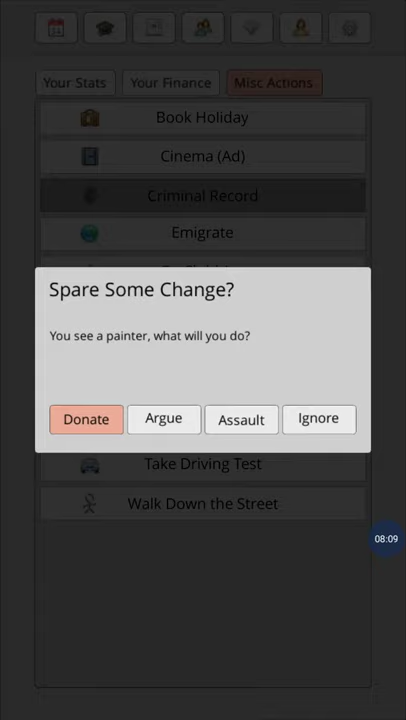 Your Stats Your Finance Misc Actions
Book Holiday
Cinema (Ad)
Criminal Record
Emigrate
Spare Some Change?
You see a painter, what will you do?
Donate Argue Assault Ignore
Take Driving Test
08:09
Walk Down the Street